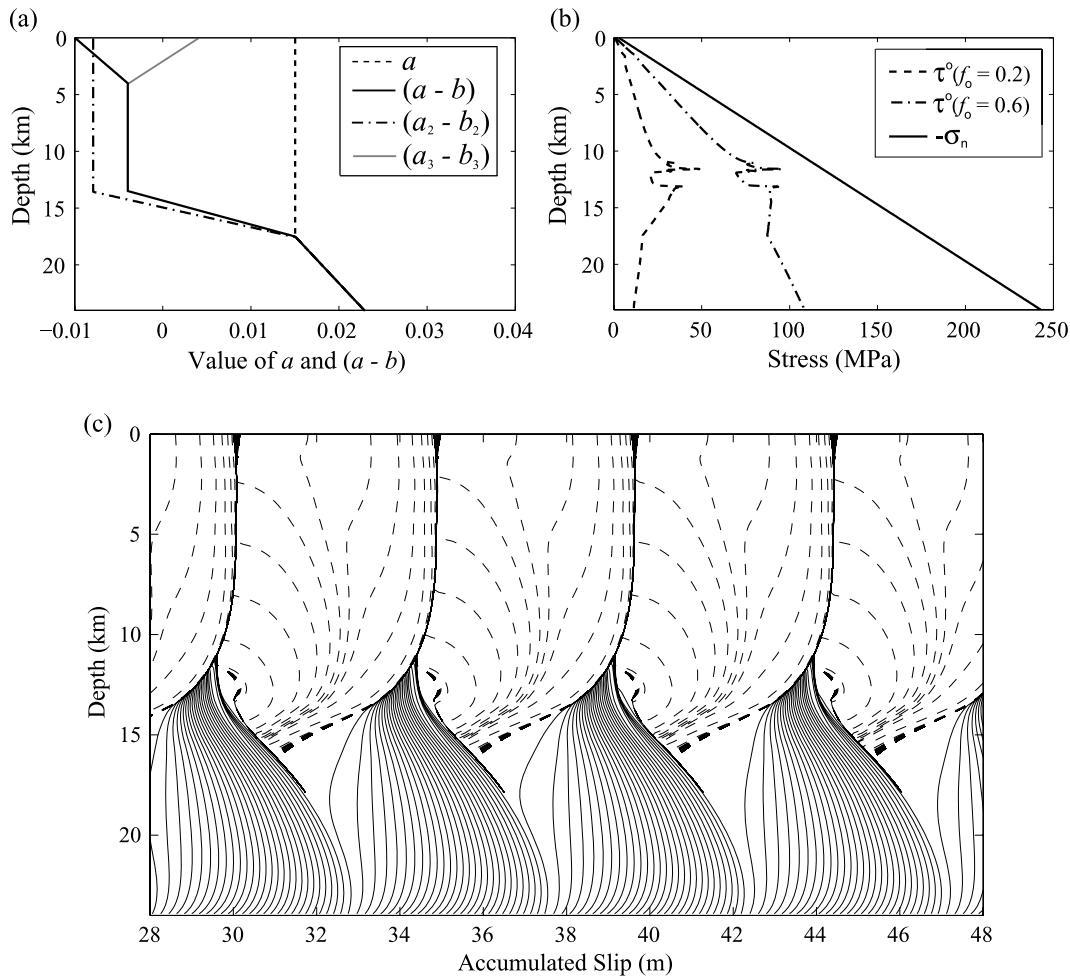 (a)
0
5
10
15
20
Depth (km)
−0.01
0
0.01
0.02
0.03
0.04
Value of a and (a - b)
a
(a - b)
(a₂ - b₂)
(a₃ - b₃)
(b)
0
5
10
15
20
Depth (km)
0
50
100
150
200
250
Stress (MPa)
τᵒ(fₒ = 0.2)
τᵒ(fₒ = 0.6)
-σₙ
(c)
0
5
10
15
20
Depth (km)
28
30
32
34
36
38
40
42
44
46
48
Accumulated Slip (m)